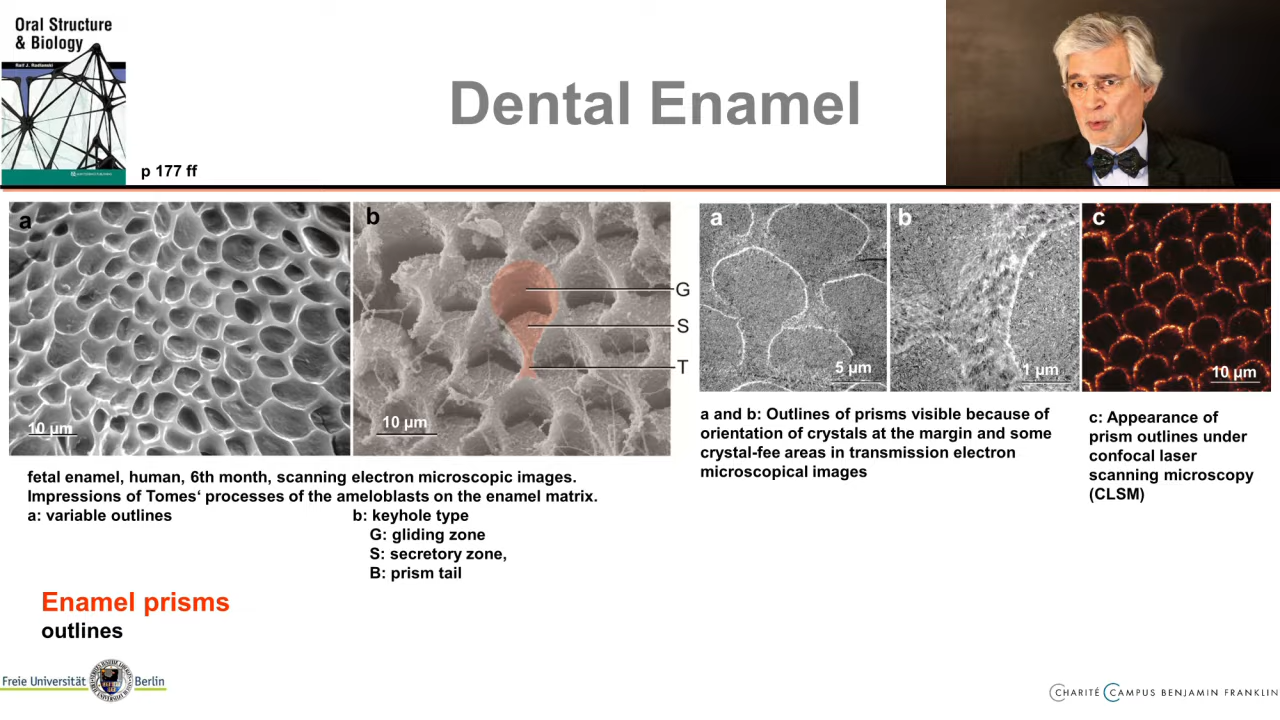 Oral Structure
& Biology
Ralf J. Radlanski
p 177 ff
Dental Enamel
a
b
G
S
T
10 µm
10 µm
a
b
c
5 µm
1 µm
10 µm
fetal enamel, human, 6th month, scanning electron microscopic images.
Impressions of Tomes‘ processes of the ameloblasts on the enamel matrix.
a: variable outlines
b: keyhole type
G: gliding zone
S: secretory zone,
B: prism tail
a and b: Outlines of prisms visible because of
orientation of crystals at the margin and some
crystal-fee areas in transmission electron
microscopical images
c: Appearance of
prism outlines under
confocal laser
scanning microscopy
(CLSM)
Enamel prisms
outlines
Freie Universität Berlin
CHARITÉ CAMPUS BENJAMIN FRANKLIN